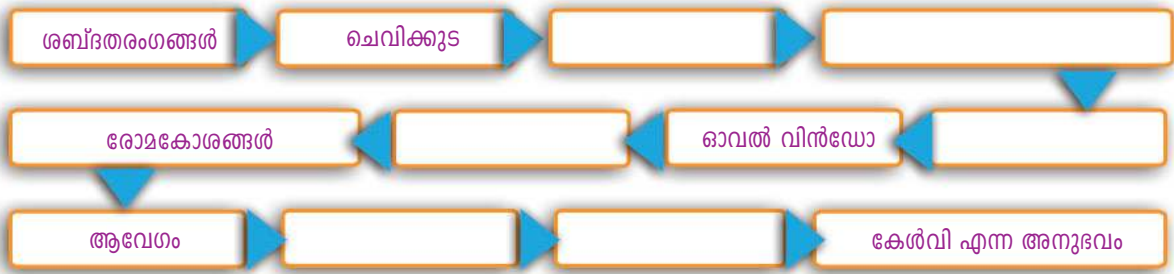 ശബ്ദതരംഗങ്ങൾ ചെവിക്കുട
രോമകോശങ്ങൾ ഓവൽ വിൻഡോ
ആവേഗം കേൾവി എന്ന അനുഭവം